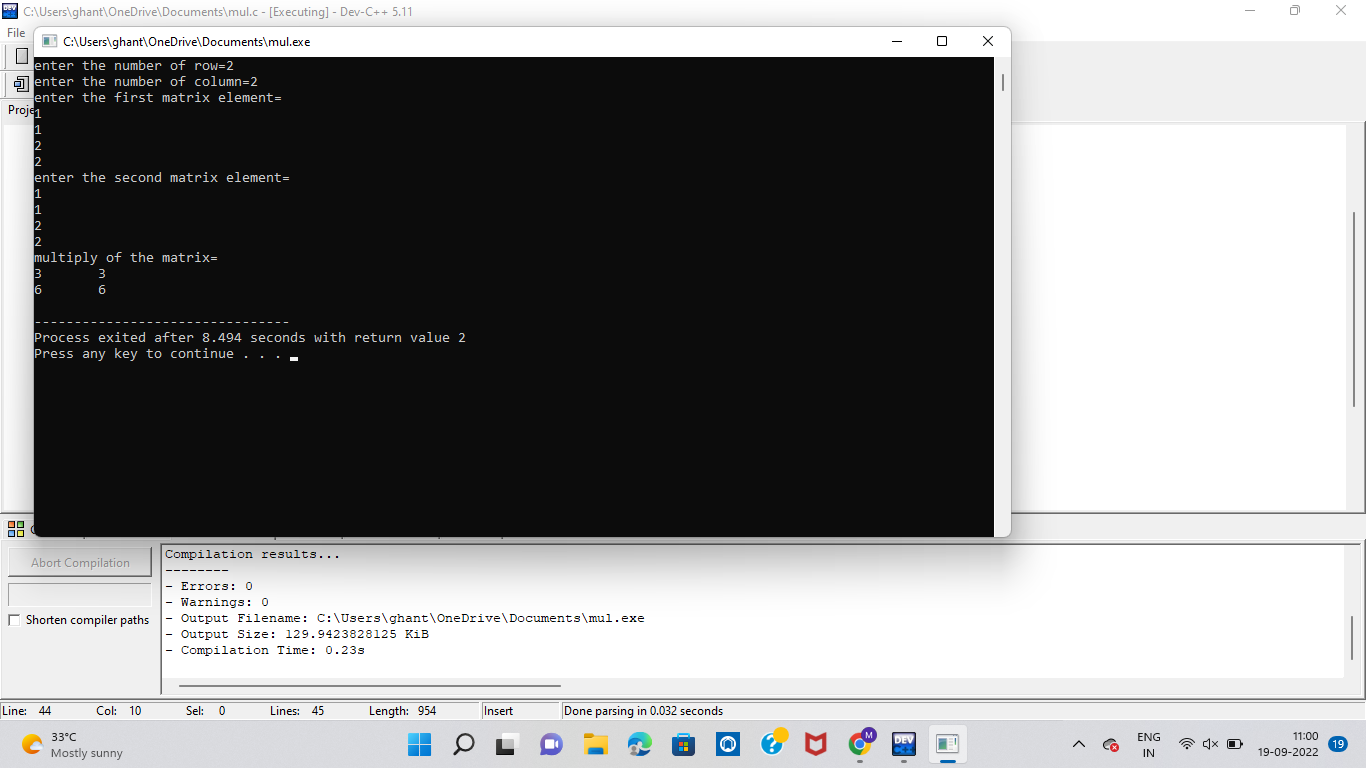 C:\Users\ghant\OneDrive\Documents\mul.c - [Executing] - Dev-C++ 5.11
File
C:\Users\ghant\OneDrive\Documents\mul.exe
Proje
enter the number of row=2
enter the number of column=2
enter the first matrix element=
1
1
2
2
enter the second matrix element=
1
1
2
2
multiply of the matrix=
3 3
6 6
--------------------------------
Process exited after 8.494 seconds with return value 2
Press any key to continue . . .
Abort Compilation
Shorten compiler paths
Compilation results...
--------
- Errors: 0
- Warnings: 0
- Output Filename: C:\Users\ghant\OneDrive\Documents\mul.exe
- Output Size: 129.9423828125 KiB
- Compilation Time: 0.23s
Line: 44 Col: 10 Sel: 0 Lines: 45 Length: 954 Insert Done parsing in 0.032 seconds
33°C
Mostly sunny
M
DEV
ENG
IN
11:00
19-09-2022
19